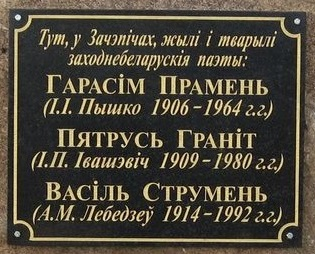 Тут, у Зачэпічах, жылі і тварылі
заходнебеларускія паэты:
ГАРАСІМ ПРАМЕНЬ
(І.І. Пышко 1906 – 1964 г.г.)
ПЯТРУСЬ ГРАНІТ
(І.П. Івашэвіч 1909 – 1980 г.г.)
ВАСІЛЬ СТРУМЕНЬ
(А.М. Лебедзеў 1914 – 1992 г.г.)